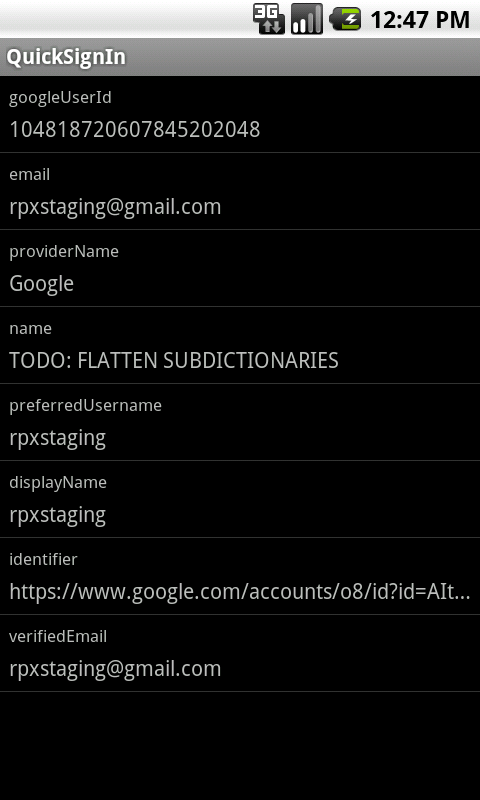 3G 12:47 PM
QuickSignIn
googleUserId
104818720607845202048
email
rpxstaging@gmail.com
providerName
Google
name
TODO: FLATTEN SUBDICTIONARIES
preferredUsername
rpxstaging
displayName
rpxstaging
identifier
https://www.google.com/accounts/o8/id?id=AIt...
verifiedEmail
rpxstaging@gmail.com